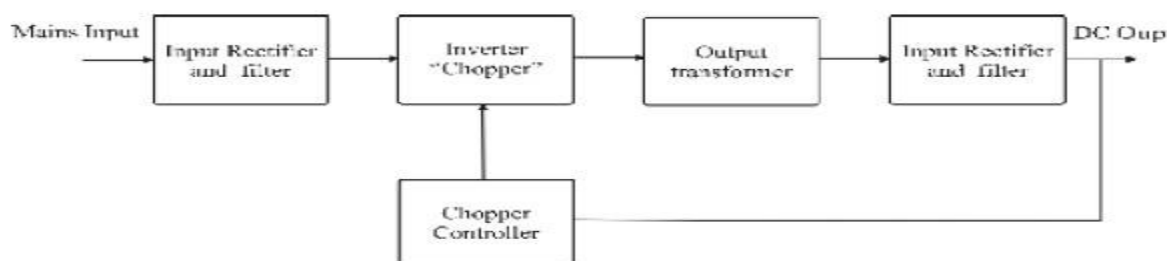 Mains Input
Input Rectifier
and filter
Inverter
“Chopper”
Output
transformer
Input Rectifier
and filter
DC Oup
Chopper
Controller